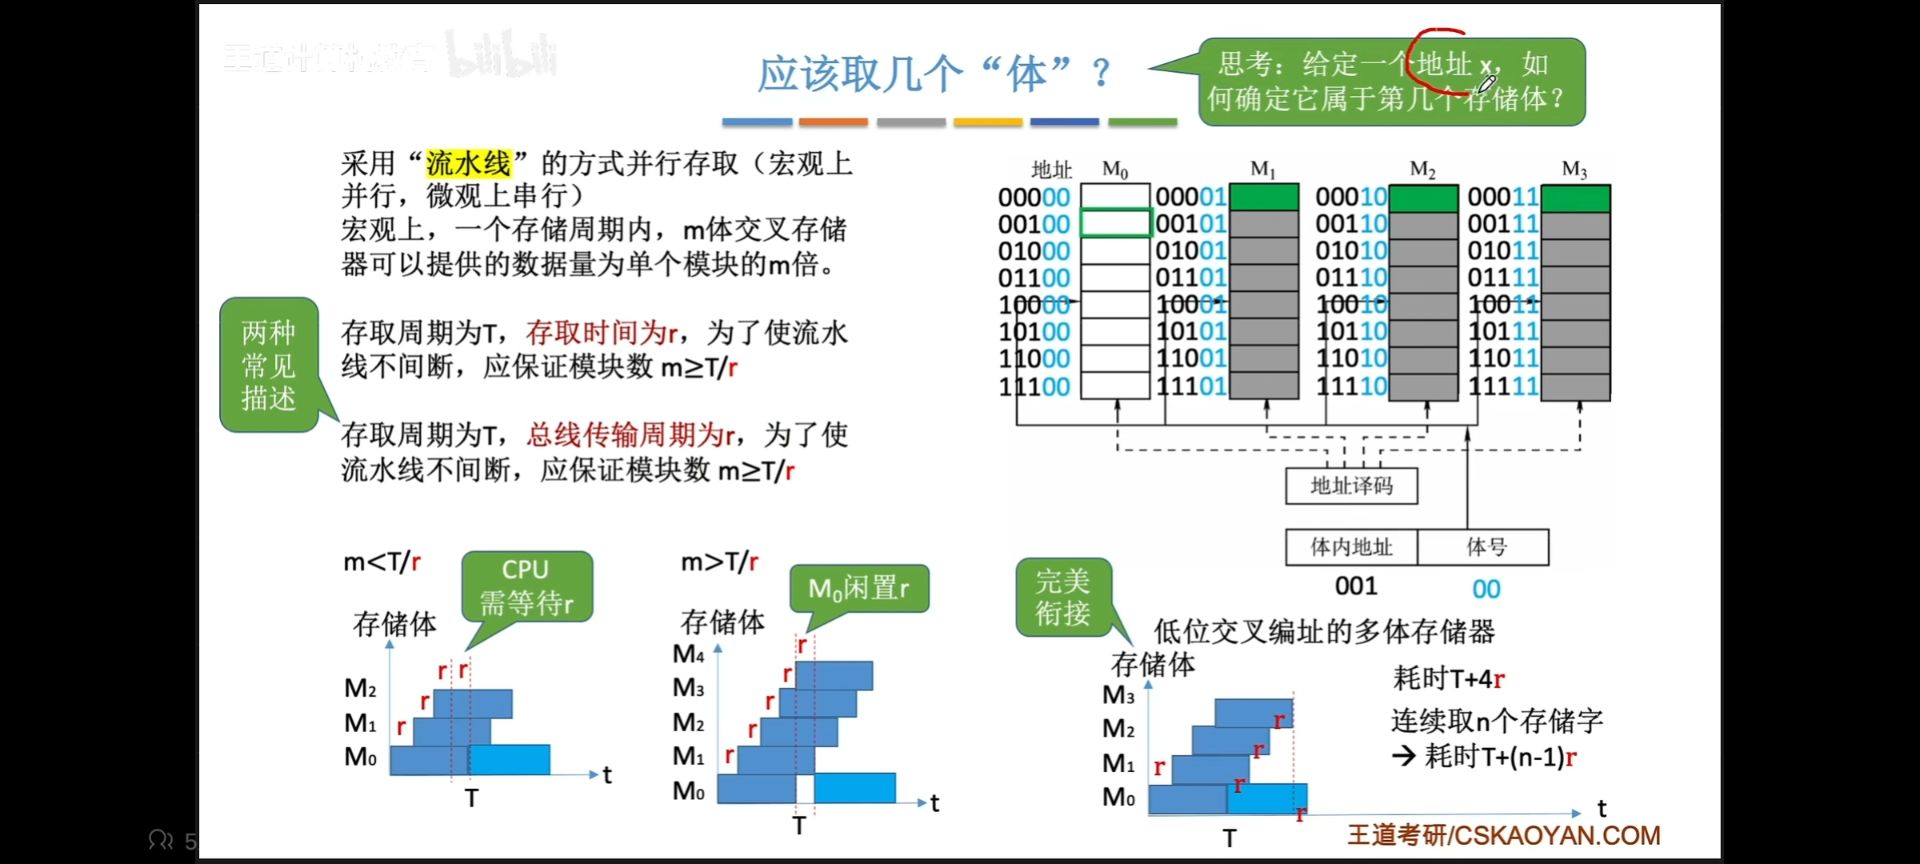 王道计算机教育 bilibili
应该取几个“体”？
思考：给定一个地址 x，如
何确定它属于第几个存储体？
采用“流水线”的方式并行存取（宏观上
并行，微观上串行）
宏观上，一个存储周期内，m体交叉存储
器可以提供的数据量为单个模块的m倍。
两种
常见
描述
存取周期为T，存取时间为r，为了使流水
线不间断，应保证模块数 m≥T/r
存取周期为T，总线传输周期为r，为了使
流水线不间断，应保证模块数 m≥T/r
地址 M0 M1 M2 M3
00000 00001 00010 00011
00100 00101 00110 00111
01000 01001 01010 01011
01100 01101 01110 01111
10000 10001 10010 10011
10100 10101 10110 10111
11000 11001 11010 11011
11100 11101 11110 11111
地址译码
体内地址 体号
001 00
低位交叉编址的多体存储器
m<T/r
CPU
需等待r
存储体
r r
M2 r
M1 r
M0
t
T
m>T/r
M0闲置r
存储体
r
M4 r
M3 r
M2 r
M1 r
M0
t
T
完美
衔接
存储体
M3 r
M2 r
M1 r r
M0 r
t
T
耗时T+4r
连续取n个存储字
→ 耗时T+(n-1)r
王道考研/CSKAOYAN.COM
5